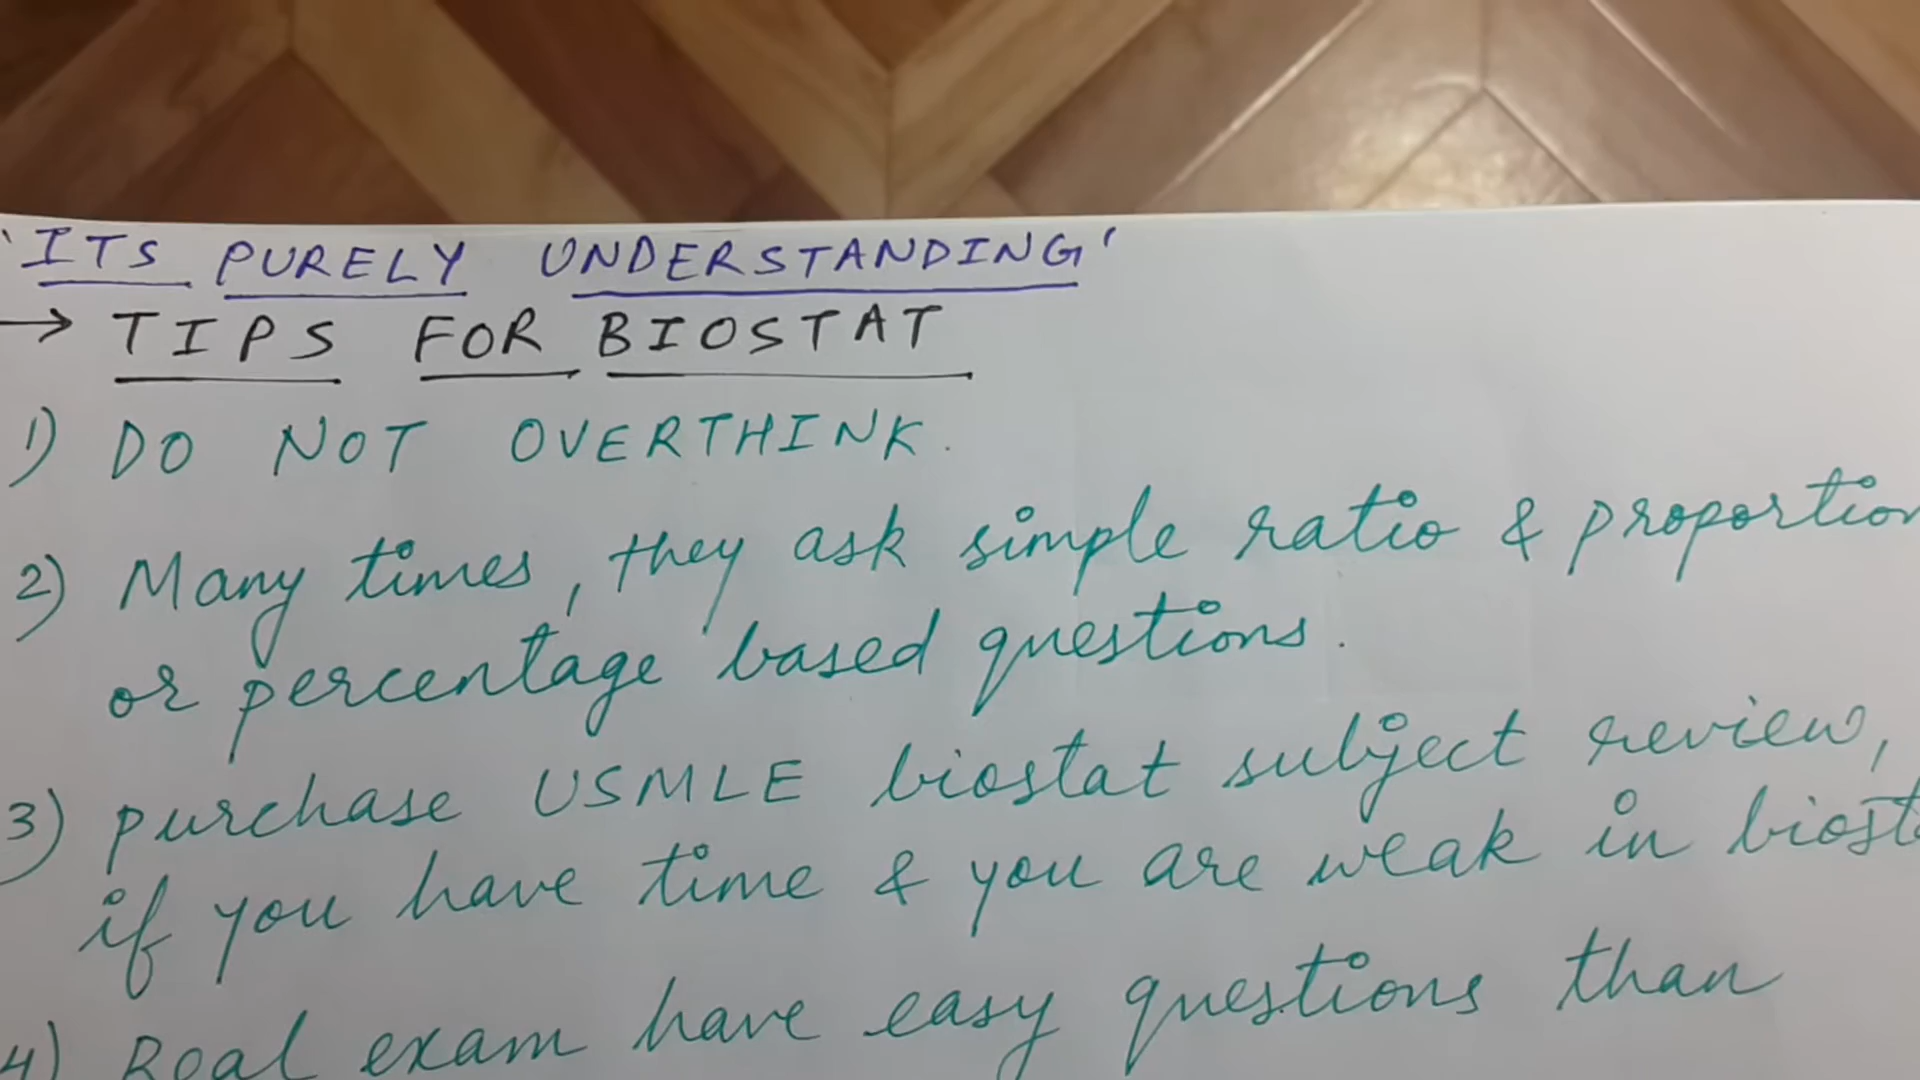 'ITS PURELY UNDERSTANDING'
→ TIPS FOR BIOSTAT
1) DO NOT OVERTHINK.
2) Many times, they ask simple ratio & proportion
or percentage based questions.
3) purchase USMLE biostat subject review,
if you have time & you are weak in biost
4) Real exam have easy questions than